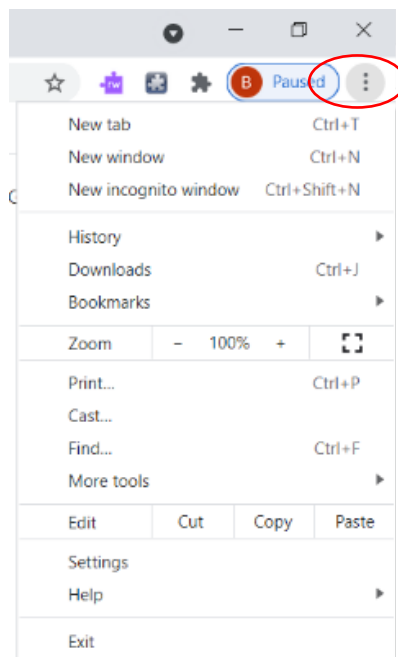 rw B Paused
New tab Ctrl+T
New window Ctrl+N
New incognito window Ctrl+Shift+N
History
Downloads Ctrl+J
Bookmarks
Zoom - 100% +
Print... Ctrl+P
Cast...
Find... Ctrl+F
More tools
Edit Cut Copy Paste
Settings
Help
Exit